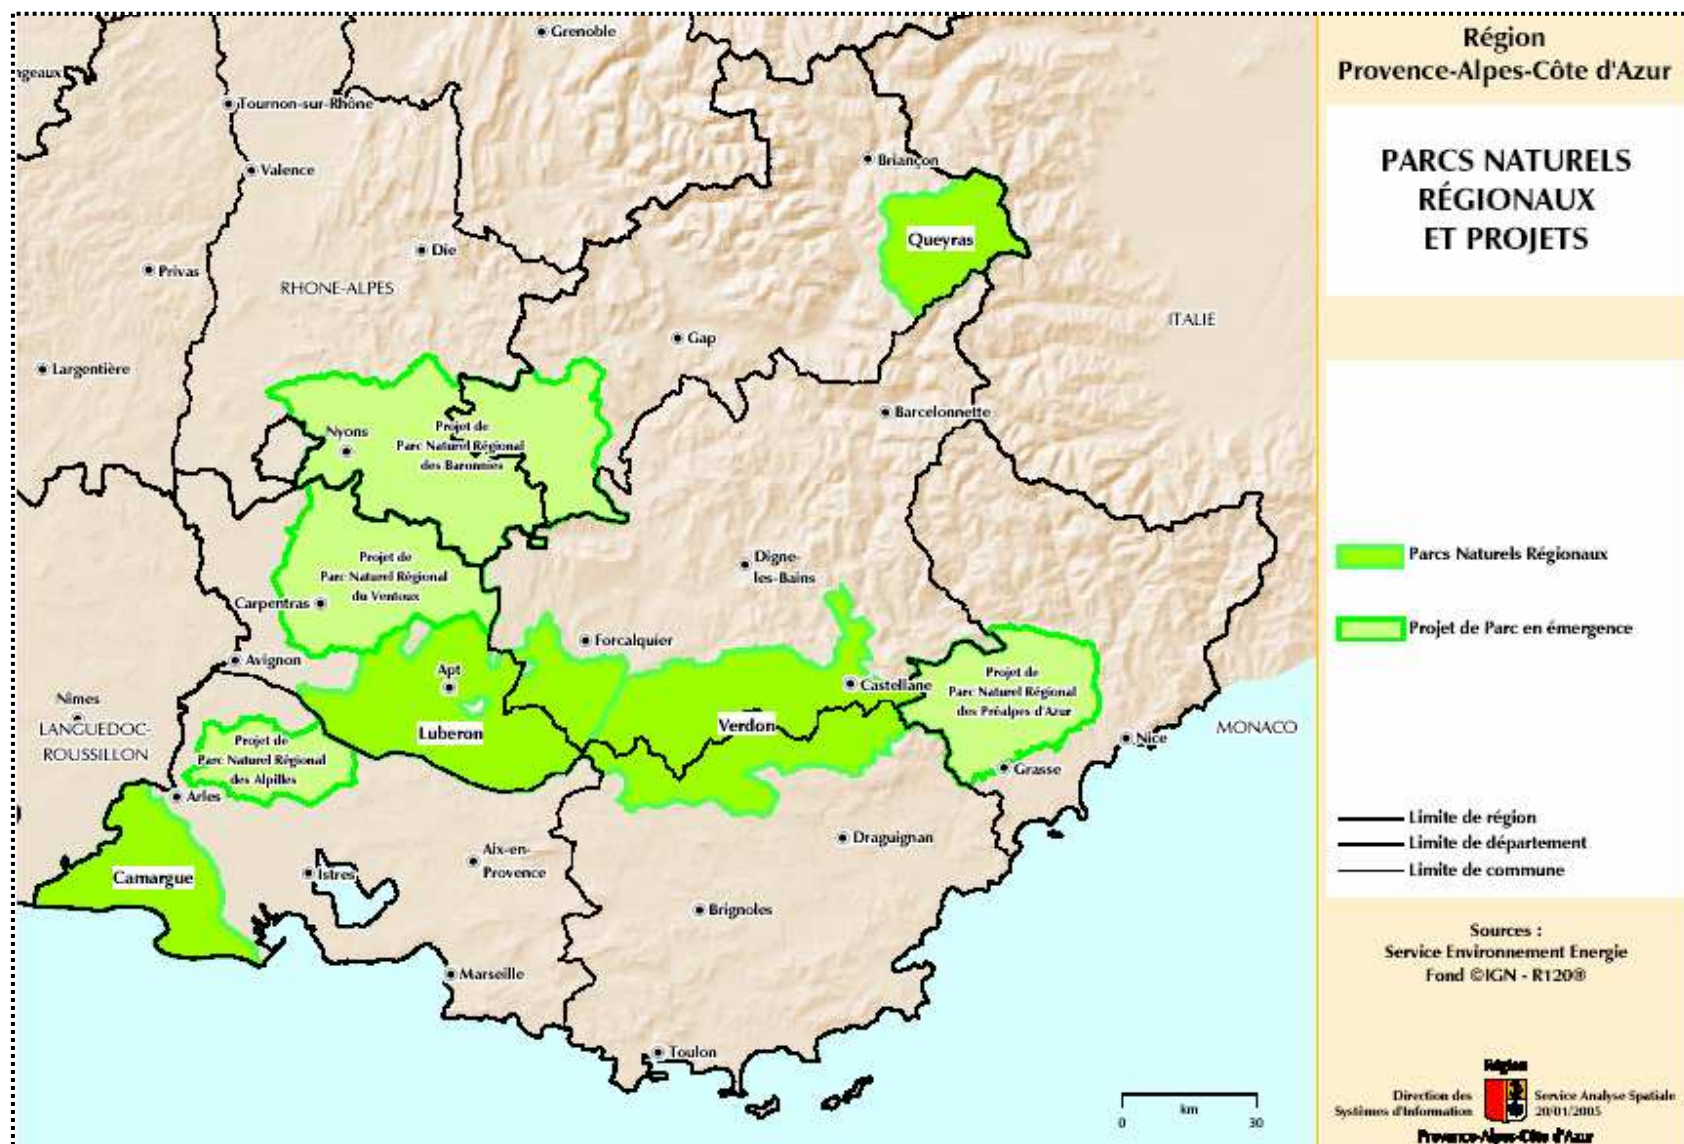 Grenoble
Tournon-sur-Rhône
Valence
Briançon
Queyras
Die
Privas
RHONE-ALPES
ITALIE
Gap
Largentière
Barcelonnette
Nyons
Projet de
Parc Naturel Régional
des Baronnies
Projet de
Parc Naturel Régional
du Ventoux
Carpentras
Digne-
les-Bains
Forcalquier
Avignon
Apt
Castellane
Projet de
Parc Naturel Régional
des Préalpes d'Azur
Nîmes
LANGUEDOC-
ROUSSILLON
Luberon
Verdon
MONACO
Nice
Projet de
Parc Naturel Régional
des Alpilles
Grasse
Arles
Draguignan
Aix-en-
Provence
Camargue
Istres
Brignoles
Marseille
Toulon
km
0 30
Région
Provence-Alpes-Côte d'Azur
PARCS NATURELS
RÉGIONAUX
ET PROJETS
Parcs Naturels Régionaux
Projet de Parc en émergence
Limite de région
Limite de département
Limite de commune
Sources :
Service Environnement Energie
Fond ©IGN - R120®
Région
Direction des
Systèmes d'Information
Service Analyse Spatiale
20/01/2005
Provence-Alpes-Côte d'Azur